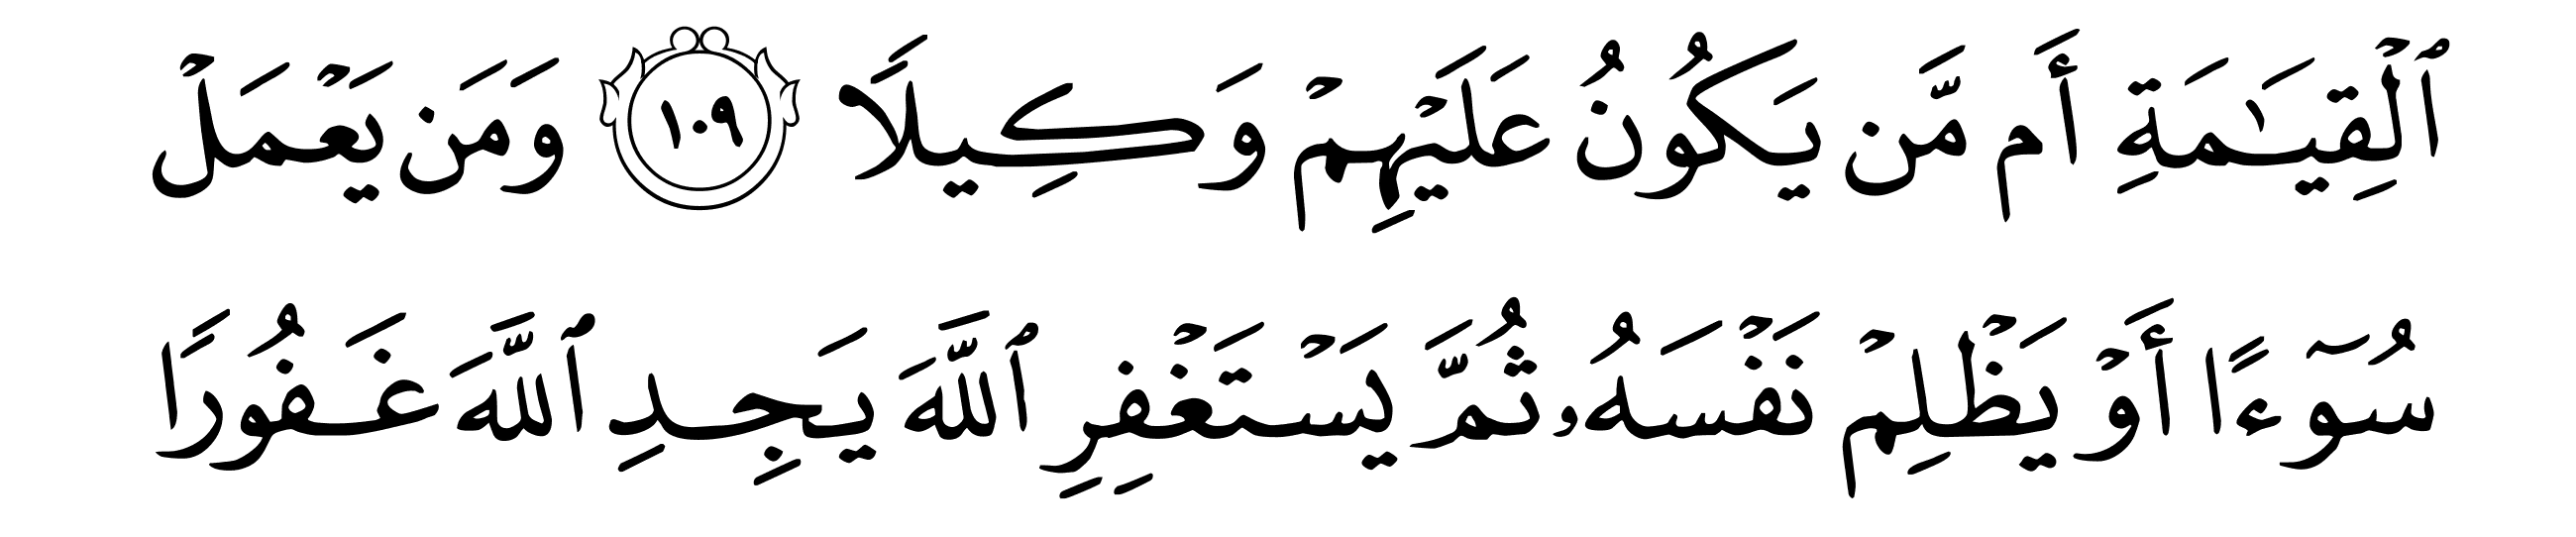 ٱلۡقِيَٰمَةِ أَم مَّن يَكُونُ عَلَيۡهِمۡ وَكِيلًا ١٠٩ وَمَن يَعۡمَلۡ
سُوٓءًا أَوۡ يَظۡلِمۡ نَفۡسَهُۥ ثُمَّ يَسۡتَغۡفِرِ ٱللَّهَ يَجِدِ ٱللَّهَ غَفُورًا